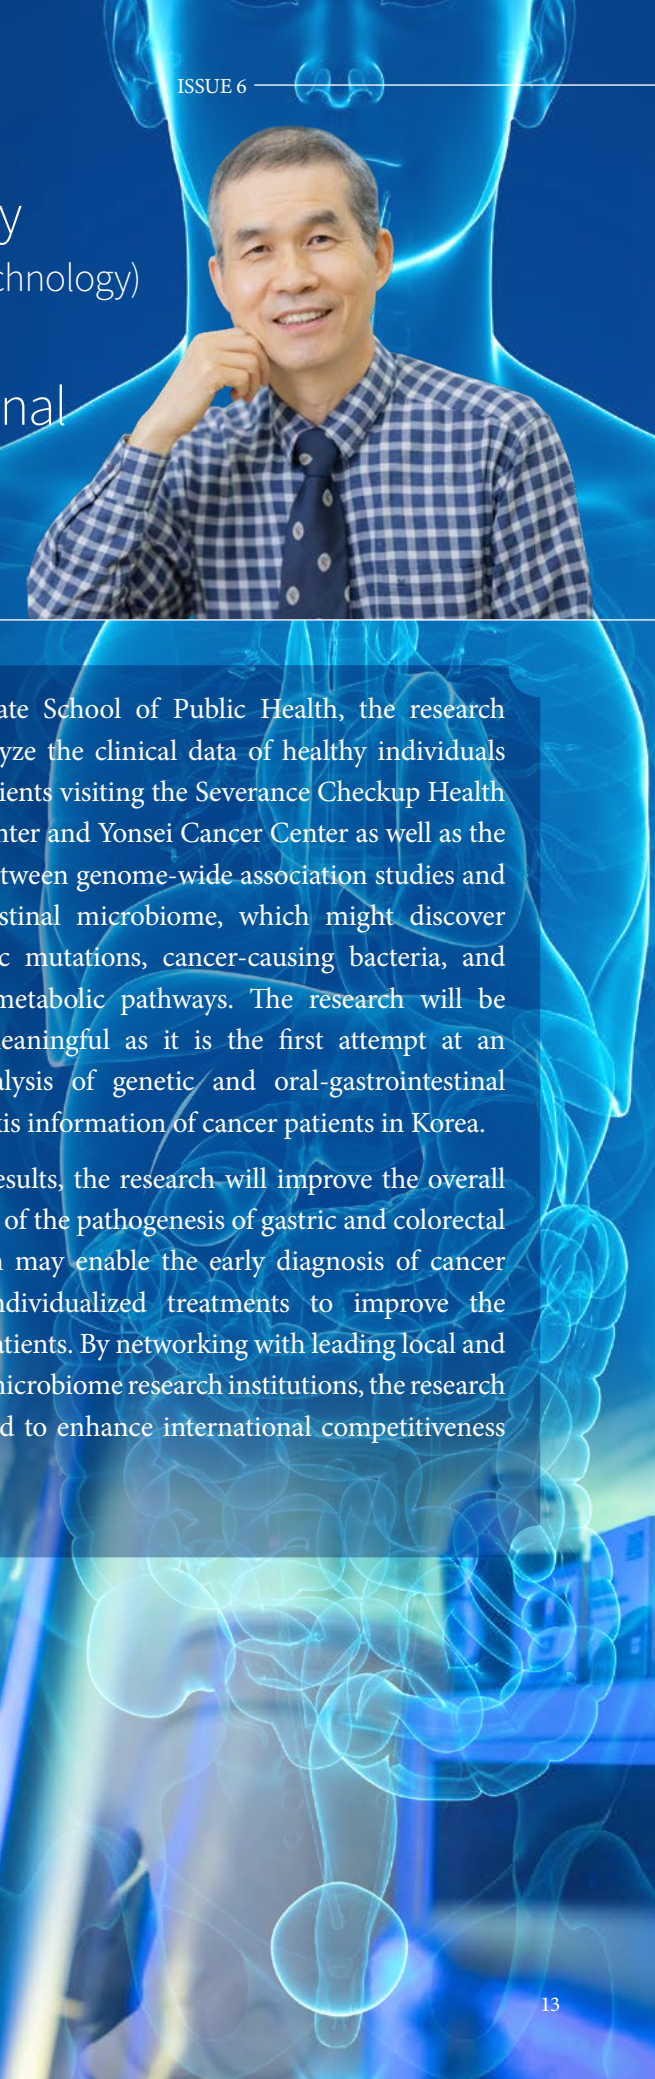 ISSUE 6
y
chnology)
nal
ate School of Public Health, the research
yze the clinical data of healthy individuals
ients visiting the Severance Checkup Health
nter and Yonsei Cancer Center as well as the
tween genome-wide association studies and
stinal microbiome, which might discover
c mutations, cancer-causing bacteria, and
metabolic pathways. The research will be
eaningful as it is the first attempt at an
alysis of genetic and oral-gastrointestinal
xis information of cancer patients in Korea.
esults, the research will improve the overall
of the pathogenesis of gastric and colorectal
n may enable the early diagnosis of cancer
ndividualized treatments to improve the
atients. By networking with leading local and
microbiome research institutions, the research
d to enhance international competitiveness
13